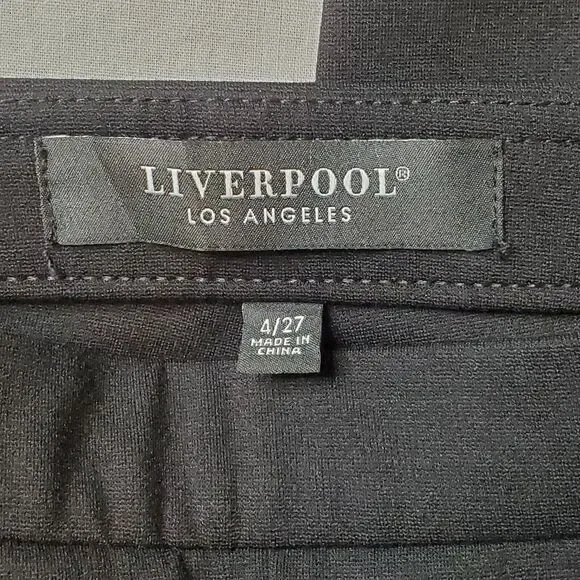 LIVERPOOL®
LOS ANGELES
4/27
MADE IN
CHINA